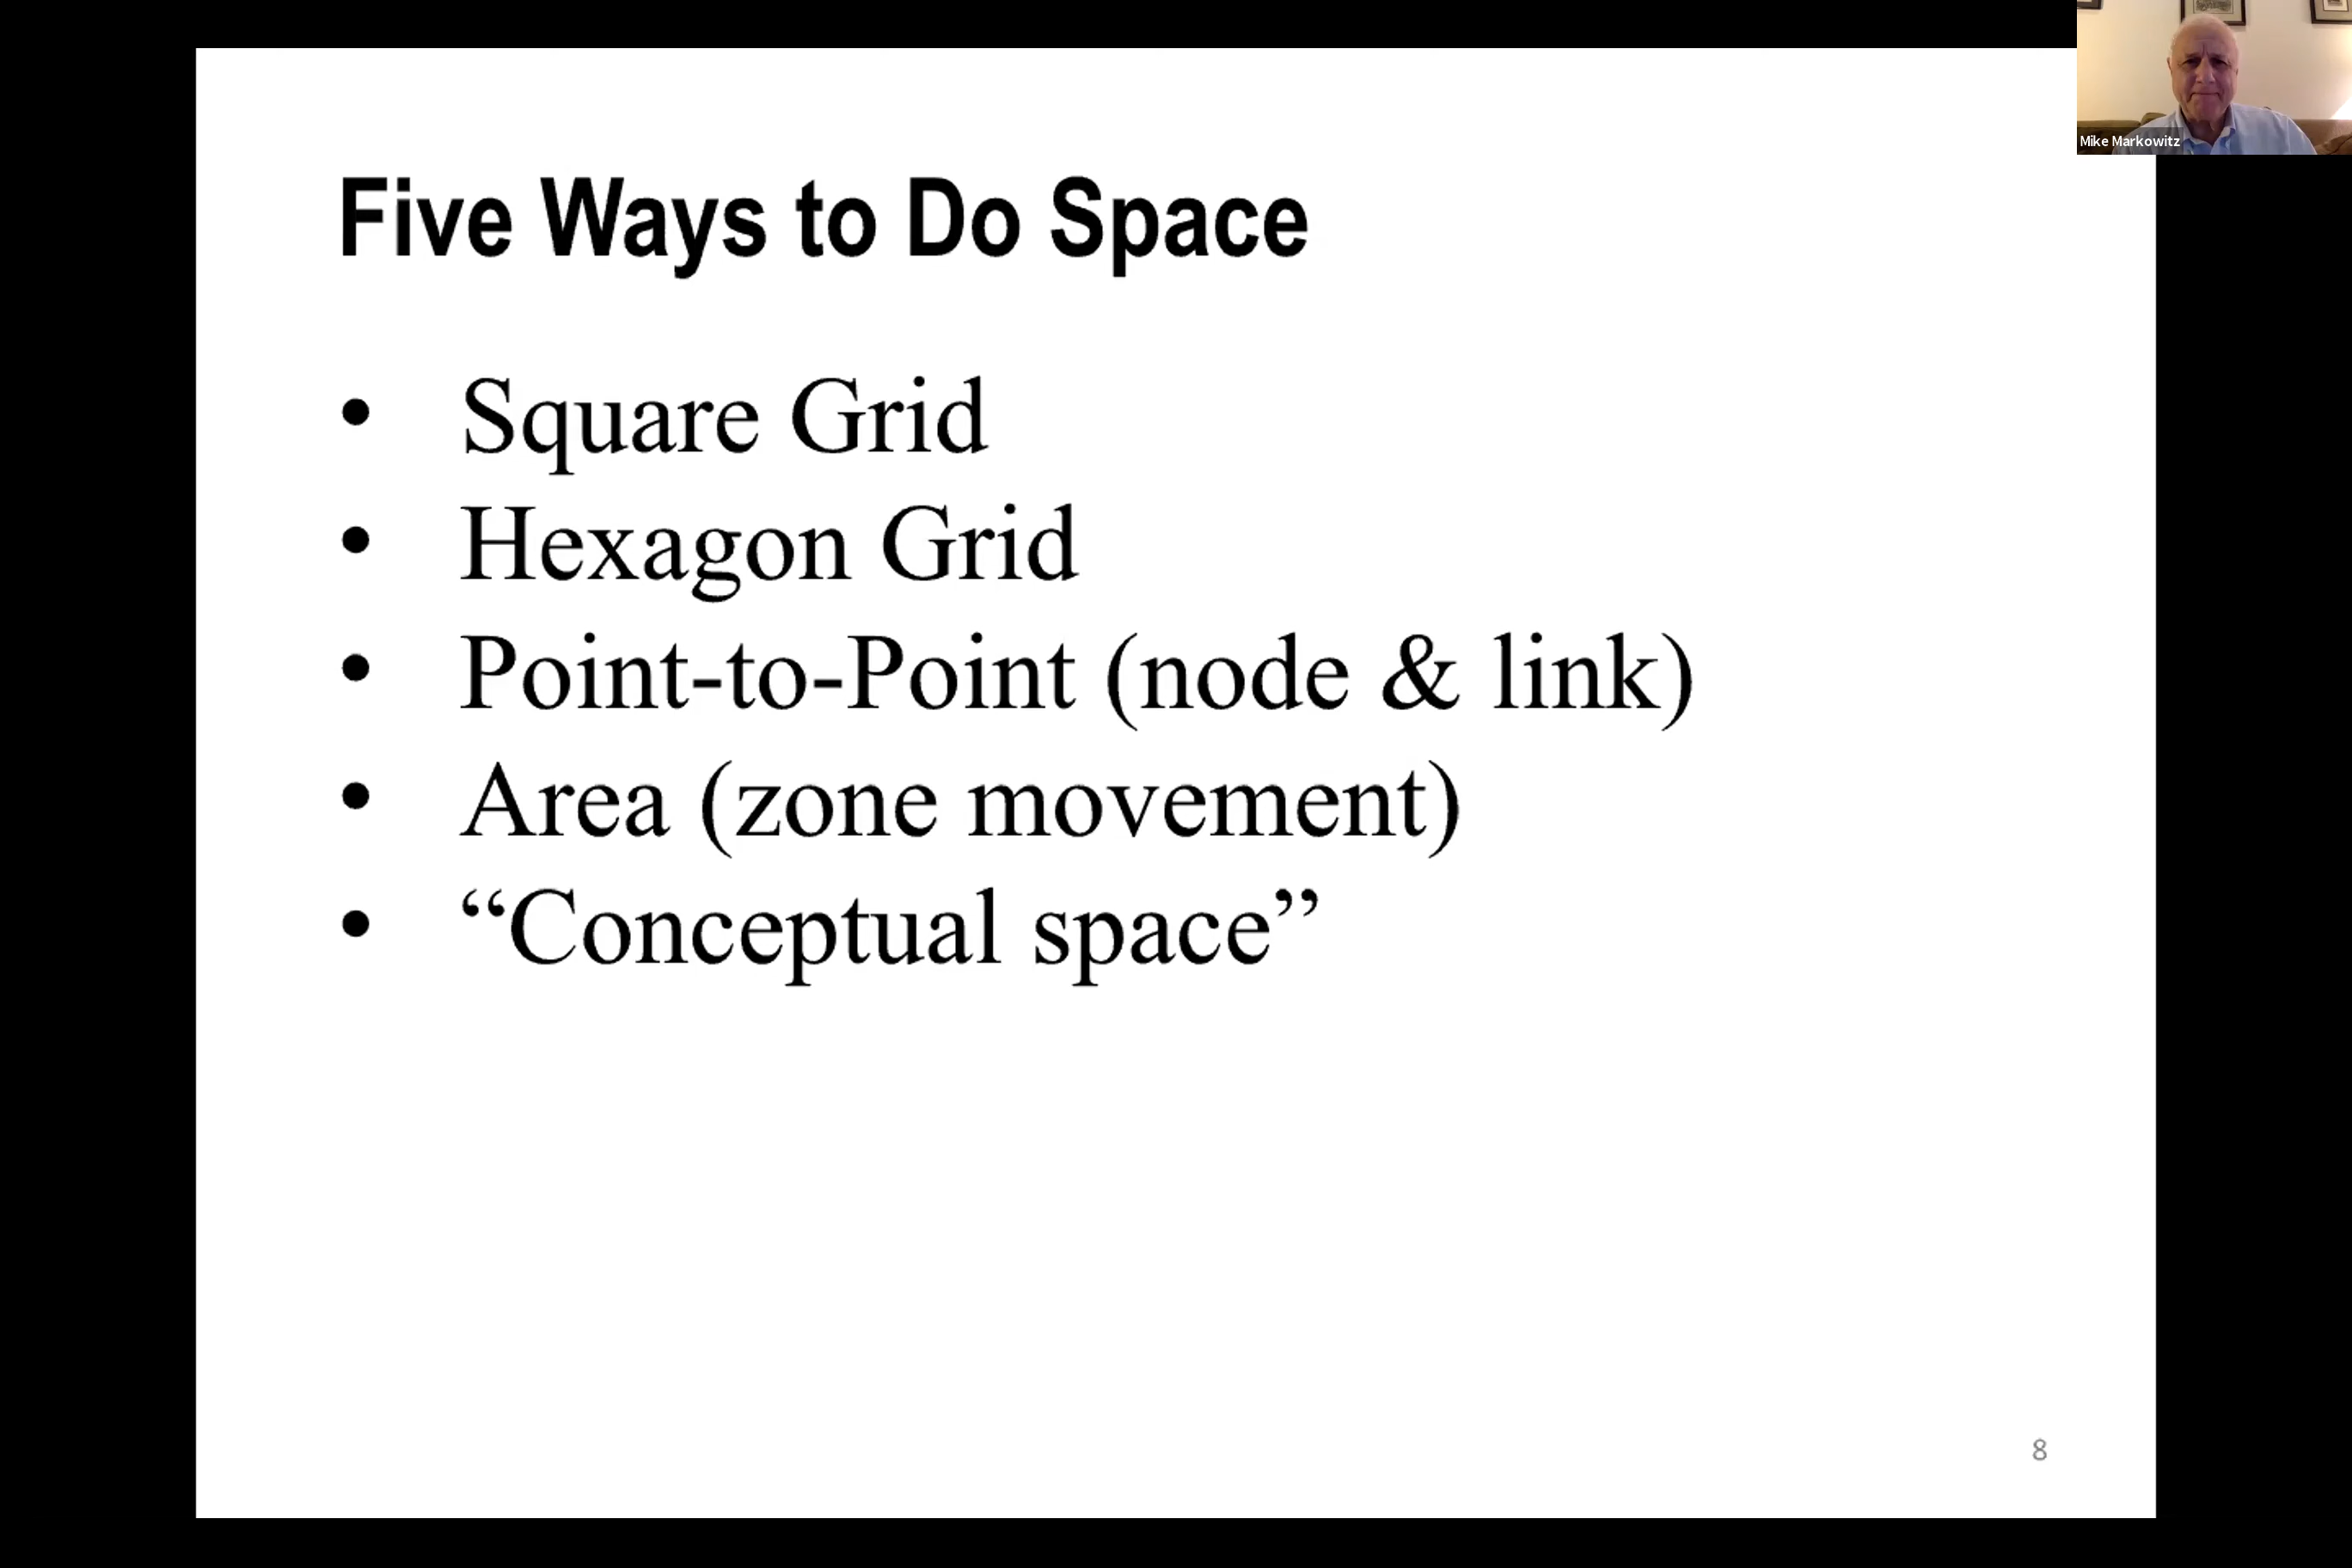 Mike Markowitz
Five Ways to Do Space
• Square Grid
• Hexagon Grid
• Point-to-Point (node & link)
• Area (zone movement)
• “Conceptual space”
8